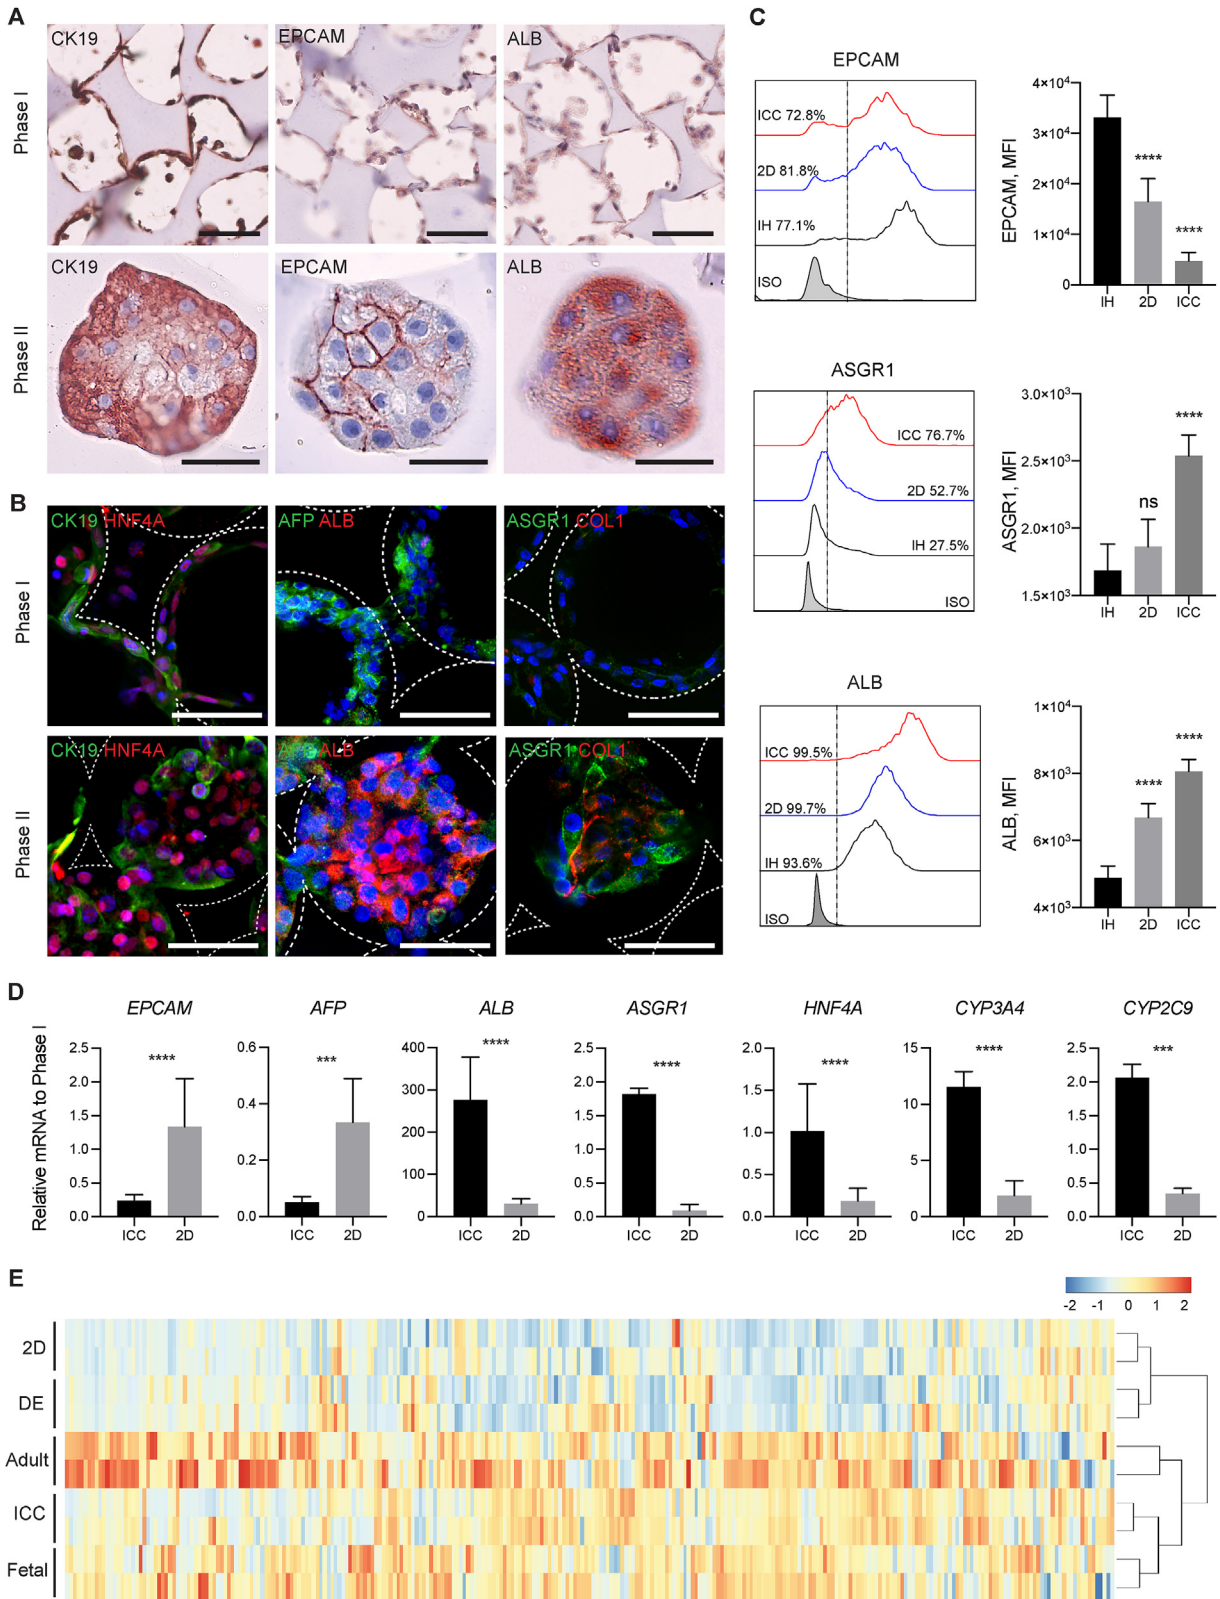 A
CK19
EPCAM
ALB
Phase I
CK19
EPCAM
ALB
Phase II
B
CK19 HNF4A
AFP ALB
ASGR1 COL1
Phase I
CK19 HNF4A
AFP ALB
ASGR1 COL1
Phase II
C
EPCAM
ICC 72.8%
2D 81.8%
IH 77.1%
ISO
EPCAM, MFI
4×10⁴
3×10⁴
2×10⁴
1×10⁴
0
****
****
IH 2D ICC
ASGR1
ICC 76.7%
2D 52.7%
IH 27.5%
ISO
ASGR1, MFI
3.0×10³
2.5×10³
2.0×10³
1.5×10³
ns
****
IH 2D ICC
ALB
ICC 99.5%
2D 99.7%
IH 93.6%
ISO
ALB, MFI
1×10⁴
8×10³
6×10³
4×10³
****
****
IH 2D ICC
D
Relative mRNA to Phase I
EPCAM
2.5
2.0
1.5
1.0
0.5
0.0
****
ICC 2D
AFP
0.6
0.4
0.2
0.0
***
ICC 2D
ALB
400
300
200
100
0
****
ICC 2D
ASGR1
2.5
2.0
1.5
1.0
0.5
0.0
****
ICC 2D
HNF4A
2.0
1.5
1.0
0.5
0.0
****
ICC 2D
CYP3A4
15
10
5
0
****
ICC 2D
CYP2C9
2.5
2.0
1.5
1.0
0.5
0.0
***
ICC 2D
E
-2 -1 0 1 2
2D
DE
Adult
ICC
Fetal